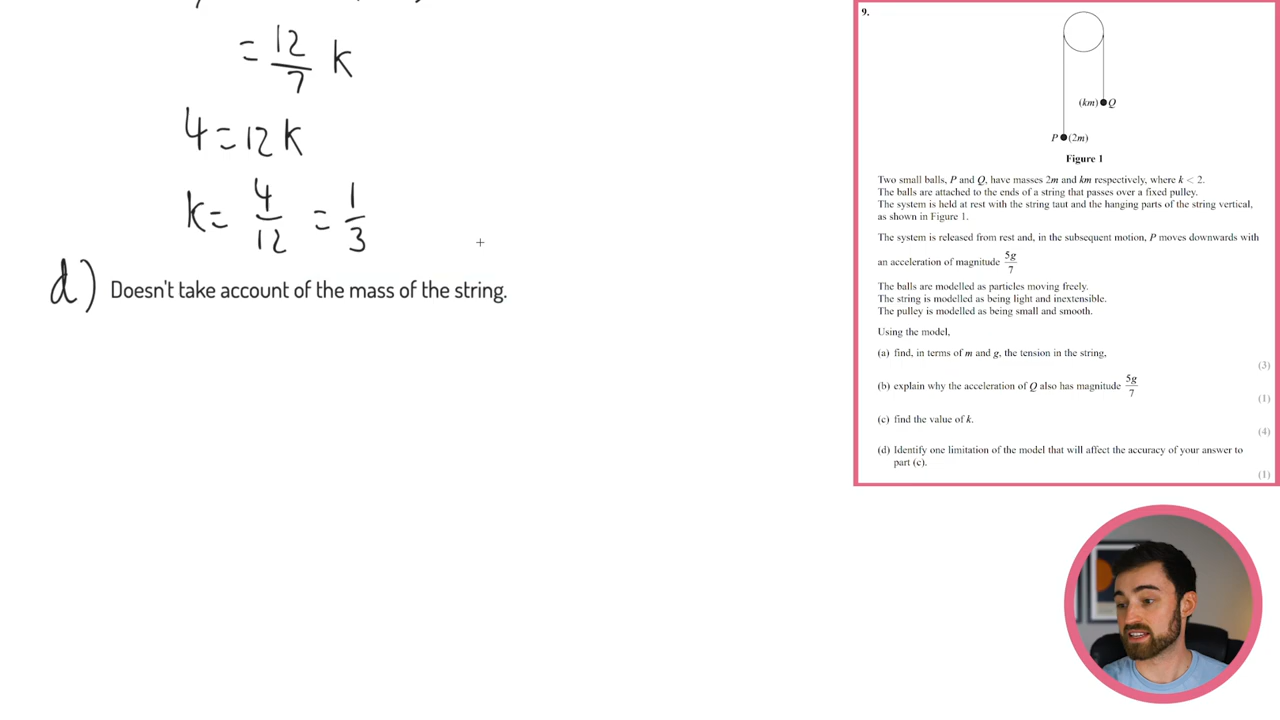 = 12/7 k
4 = 12k
k = 4/12 = 1/3
d) Doesn't take account of the mass of the string.
9.
(km) Q
P (2m)
Figure 1
Two small balls, P and Q, have masses 2m and km respectively, where k < 2.
The balls are attached to the ends of a string that passes over a fixed pulley.
The system is held at rest with the string taut and the hanging parts of the string vertical,
as shown in Figure 1.
The system is released from rest and, in the subsequent motion, P moves downwards with
an acceleration of magnitude 5g/7
The balls are modelled as particles moving freely.
The string is modelled as being light and inextensible.
The pulley is modelled as being small and smooth.
Using the model,
(a) find, in terms of m and g, the tension in the string,
(3)
(b) explain why the acceleration of Q also has magnitude 5g/7
(1)
(c) find the value of k.
(4)
(d) Identify one limitation of the model that will affect the accuracy of your answer to
part (c).
(1)